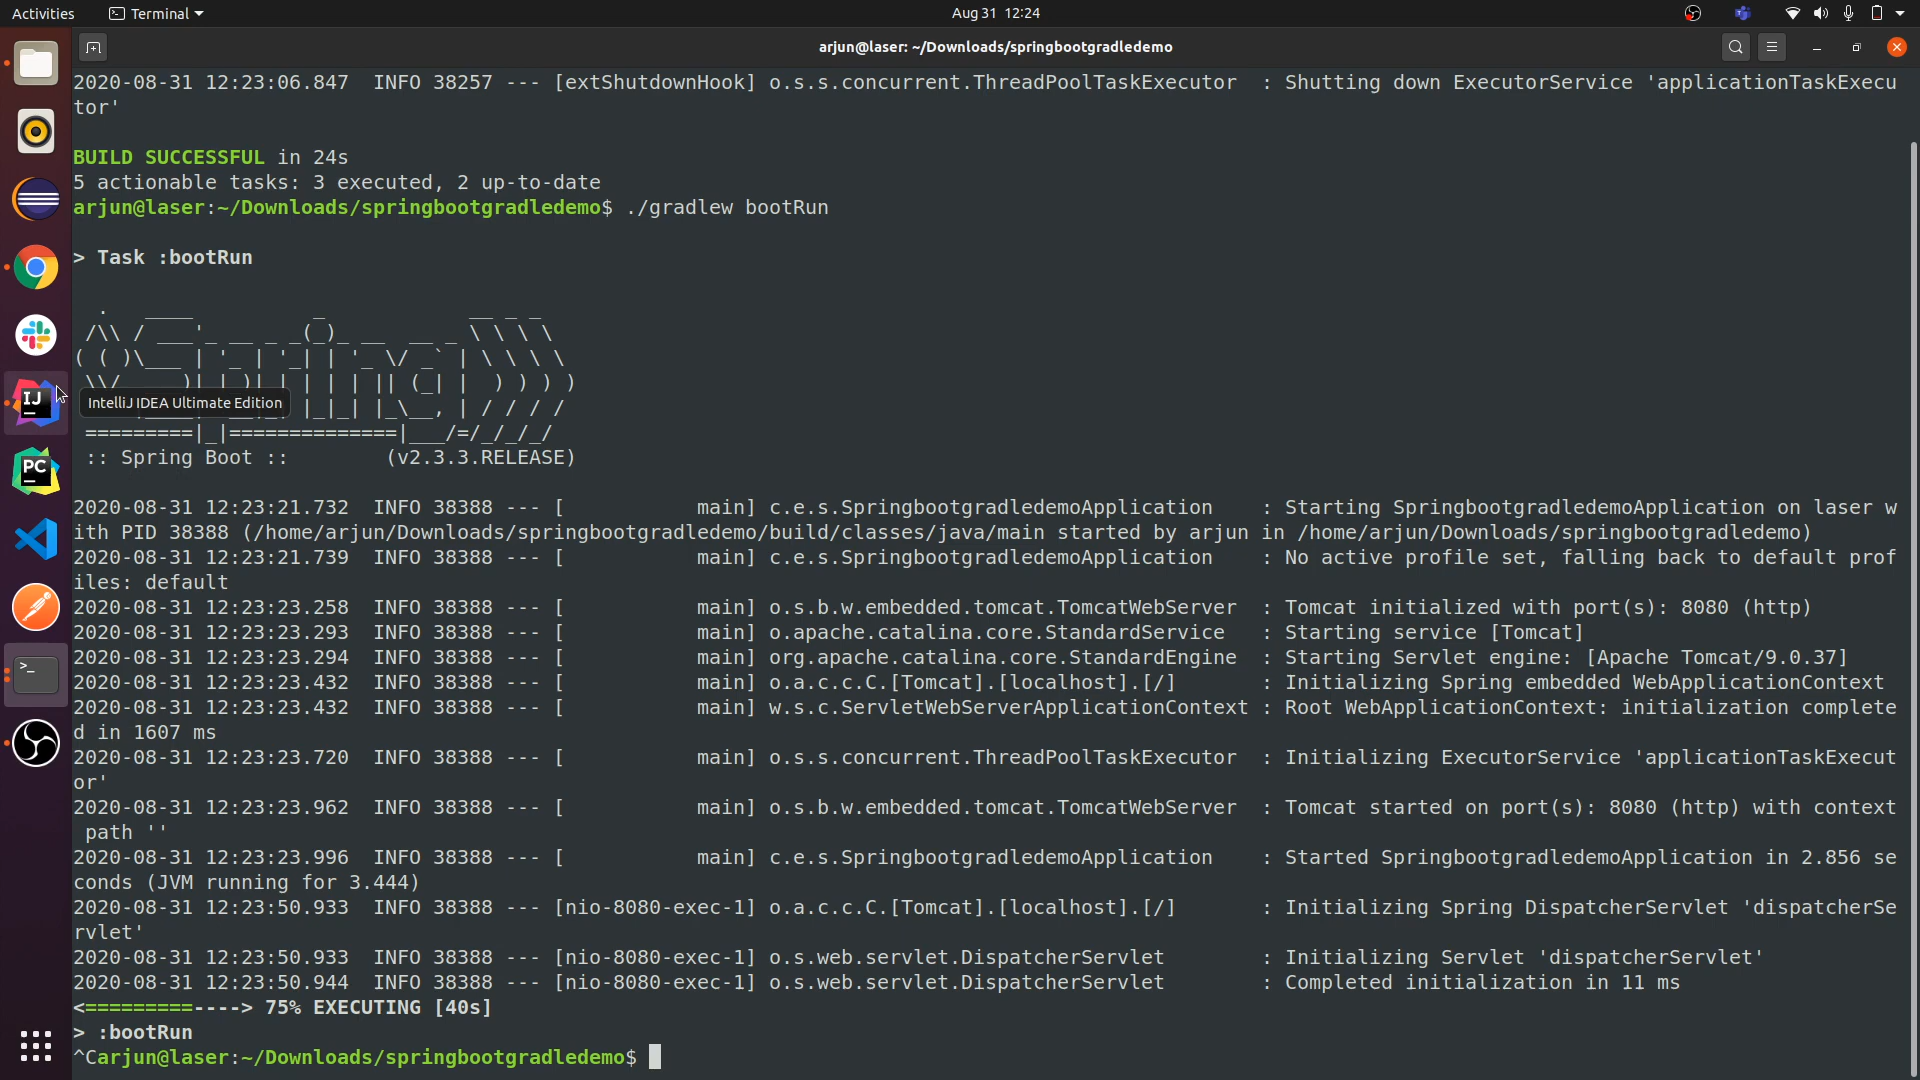 Activities
Terminal
Aug 31 12:24
arjun@laser: ~/Downloads/springbootgradledemo
2020-08-31 12:23:06.847  INFO 38257 --- [extShutdownHook] o.s.s.concurrent.ThreadPoolTaskExecutor  : Shutting down ExecutorService 'applicationTaskExecu
tor'
BUILD SUCCESSFUL in 24s
5 actionable tasks: 3 executed, 2 up-to-date
arjun@laser:~/Downloads/springbootgradledemo$ ./gradlew bootRun
> Task :bootRun
IntelliJ IDEA Ultimate Edition
:: Spring Boot ::        (v2.3.3.RELEASE)
2020-08-31 12:23:21.732  INFO 38388 --- [           main] c.e.s.SpringbootgradledemoApplication    : Starting SpringbootgradledemoApplication on laser w
ith PID 38388 (/home/arjun/Downloads/springbootgradledemo/build/classes/java/main started by arjun in /home/arjun/Downloads/springbootgradledemo)
2020-08-31 12:23:21.739  INFO 38388 --- [           main] c.e.s.SpringbootgradledemoApplication    : No active profile set, falling back to default prof
iles: default
2020-08-31 12:23:23.258  INFO 38388 --- [           main] o.s.b.w.embedded.tomcat.TomcatWebServer  : Tomcat initialized with port(s): 8080 (http)
2020-08-31 12:23:23.293  INFO 38388 --- [           main] o.apache.catalina.core.StandardService   : Starting service [Tomcat]
2020-08-31 12:23:23.294  INFO 38388 --- [           main] org.apache.catalina.core.StandardEngine  : Starting Servlet engine: [Apache Tomcat/9.0.37]
2020-08-31 12:23:23.432  INFO 38388 --- [           main] o.a.c.c.C.[Tomcat].[localhost].[/]       : Initializing Spring embedded WebApplicationContext
2020-08-31 12:23:23.432  INFO 38388 --- [           main] w.s.c.ServletWebServerApplicationContext : Root WebApplicationContext: initialization complete
d in 1607 ms
2020-08-31 12:23:23.720  INFO 38388 --- [           main] o.s.s.concurrent.ThreadPoolTaskExecutor  : Initializing ExecutorService 'applicationTaskExecut
or'
2020-08-31 12:23:23.962  INFO 38388 --- [           main] o.s.b.w.embedded.tomcat.TomcatWebServer  : Tomcat started on port(s): 8080 (http) with context
 path ''
2020-08-31 12:23:23.996  INFO 38388 --- [           main] c.e.s.SpringbootgradledemoApplication    : Started SpringbootgradledemoApplication in 2.856 se
conds (JVM running for 3.444)
2020-08-31 12:23:50.933  INFO 38388 --- [nio-8080-exec-1] o.a.c.c.C.[Tomcat].[localhost].[/]       : Initializing Spring DispatcherServlet 'dispatcherSe
rvlet'
2020-08-31 12:23:50.933  INFO 38388 --- [nio-8080-exec-1] o.s.web.servlet.DispatcherServlet        : Initializing Servlet 'dispatcherServlet'
2020-08-31 12:23:50.944  INFO 38388 --- [nio-8080-exec-1] o.s.web.servlet.DispatcherServlet        : Completed initialization in 11 ms
<=========----> 75% EXECUTING [40s]
> :bootRun
^Carjun@laser:~/Downloads/springbootgradledemo$
IJ
PC